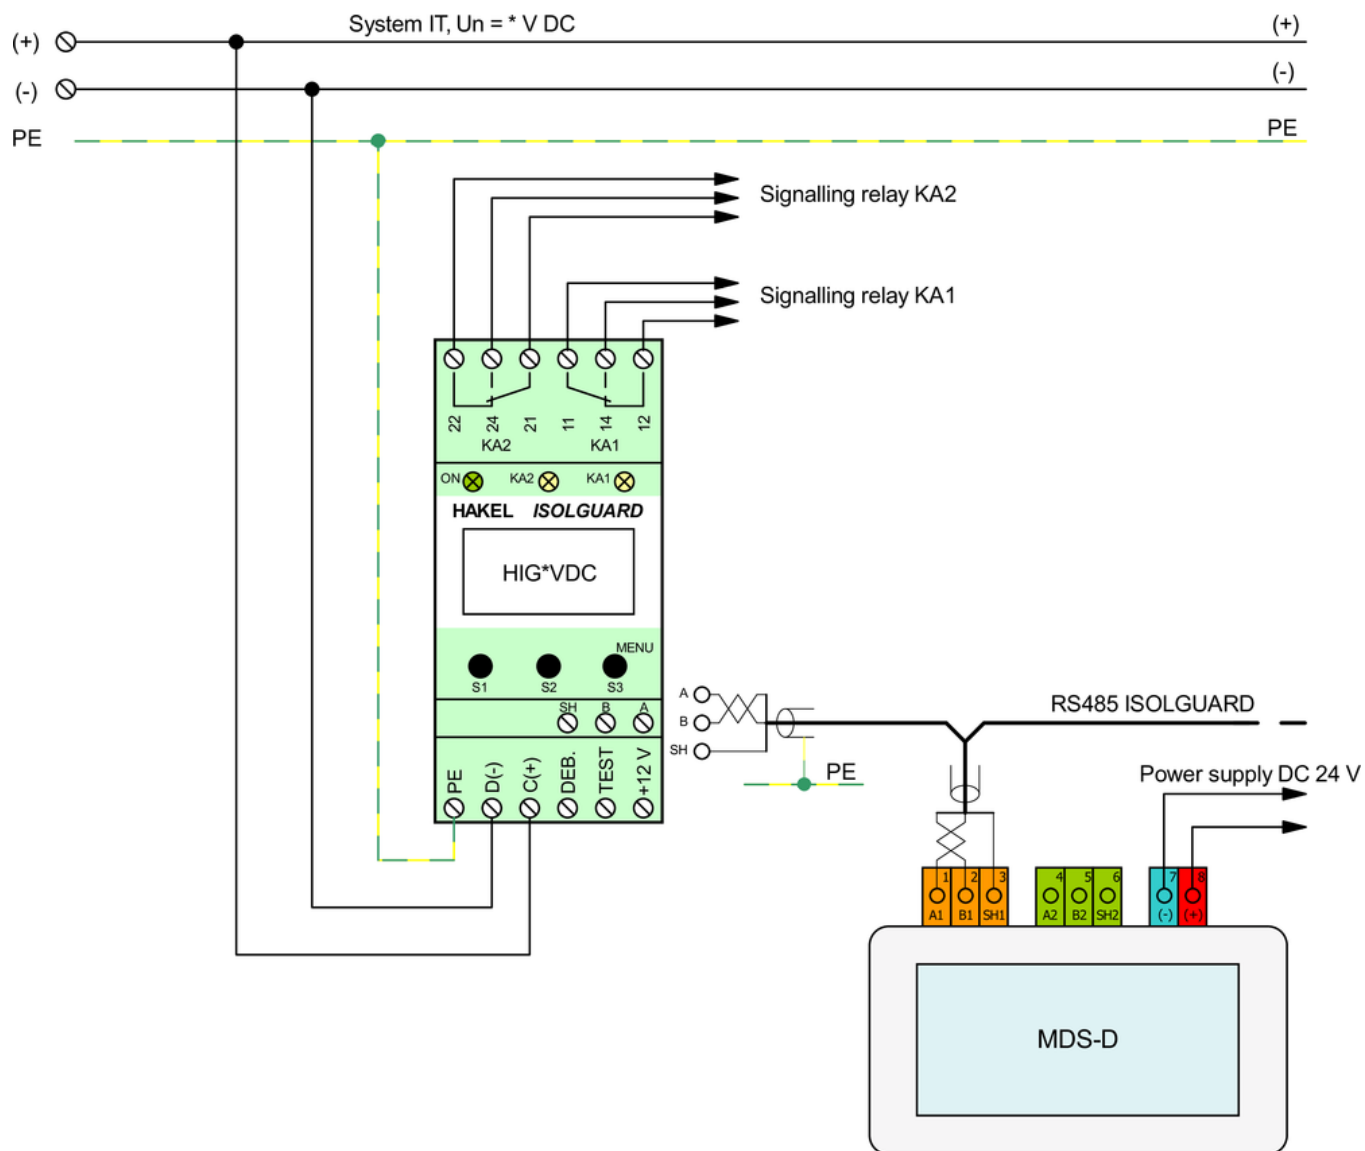 System IT, Un = * V DC
(+) (+)
(-) (-)
PE PE
Signalling relay KA2
Signalling relay KA1
22 24 21 11 14 12
KA2 KA1
ON KA2 KA1
HAKEL ISOLGUARD
HIG*VDC
MENU
S1 S2 S3
SH B A
PE D(-) C(+) DEB. TEST +12 V
A
B
SH
PE
RS485 ISOLGUARD
Power supply DC 24 V
1 2 3 4 5 6 7 8
A1 B1 SH1 A2 B2 SH2 (-) (+)
MDS-D